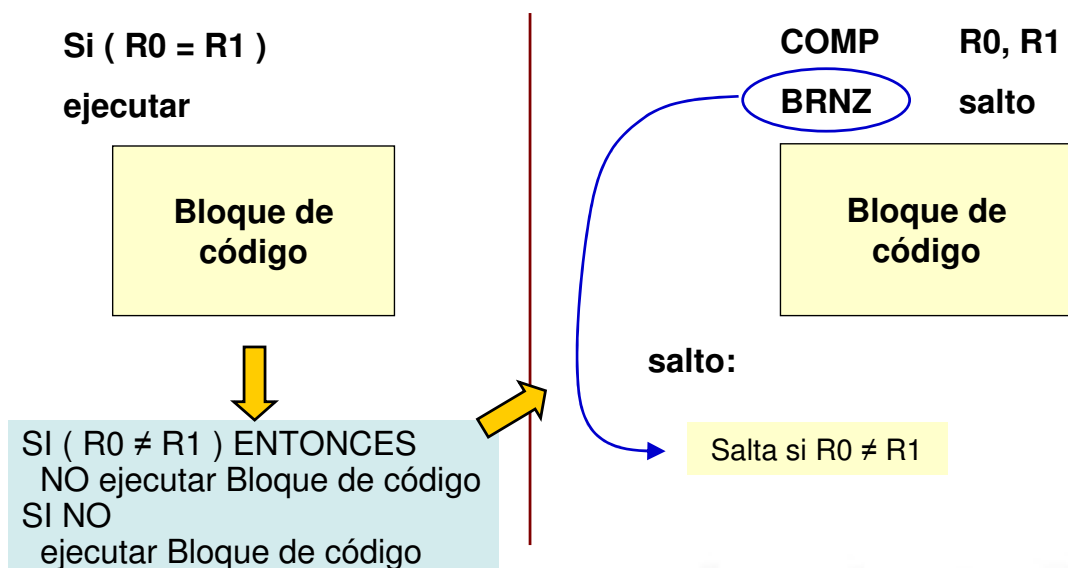 Si ( R0 = R1 )
ejecutar
Bloque de
código
SI ( R0 ≠ R1 ) ENTONCES
NO ejecutar Bloque de código
SI NO
ejecutar Bloque de código
COMP R0, R1
BRNZ salto
Bloque de
código
salto:
Salta si R0 ≠ R1